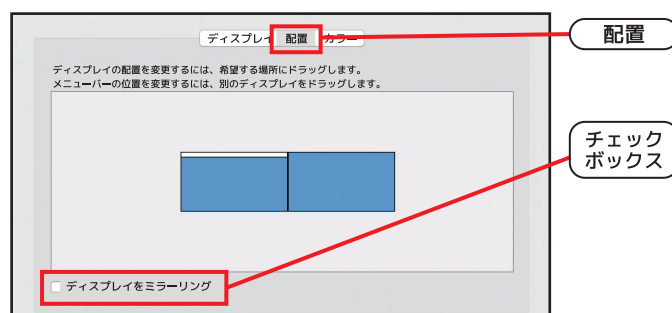 ディスプレイ 配置 カラー
配置
ディスプレイの配置を変更するには、希望する場所にドラッグします。
メニューバーの位置を変更するには、別のディスプレイをドラッグします。
チェック
ボックス
ディスプレイをミラーリング